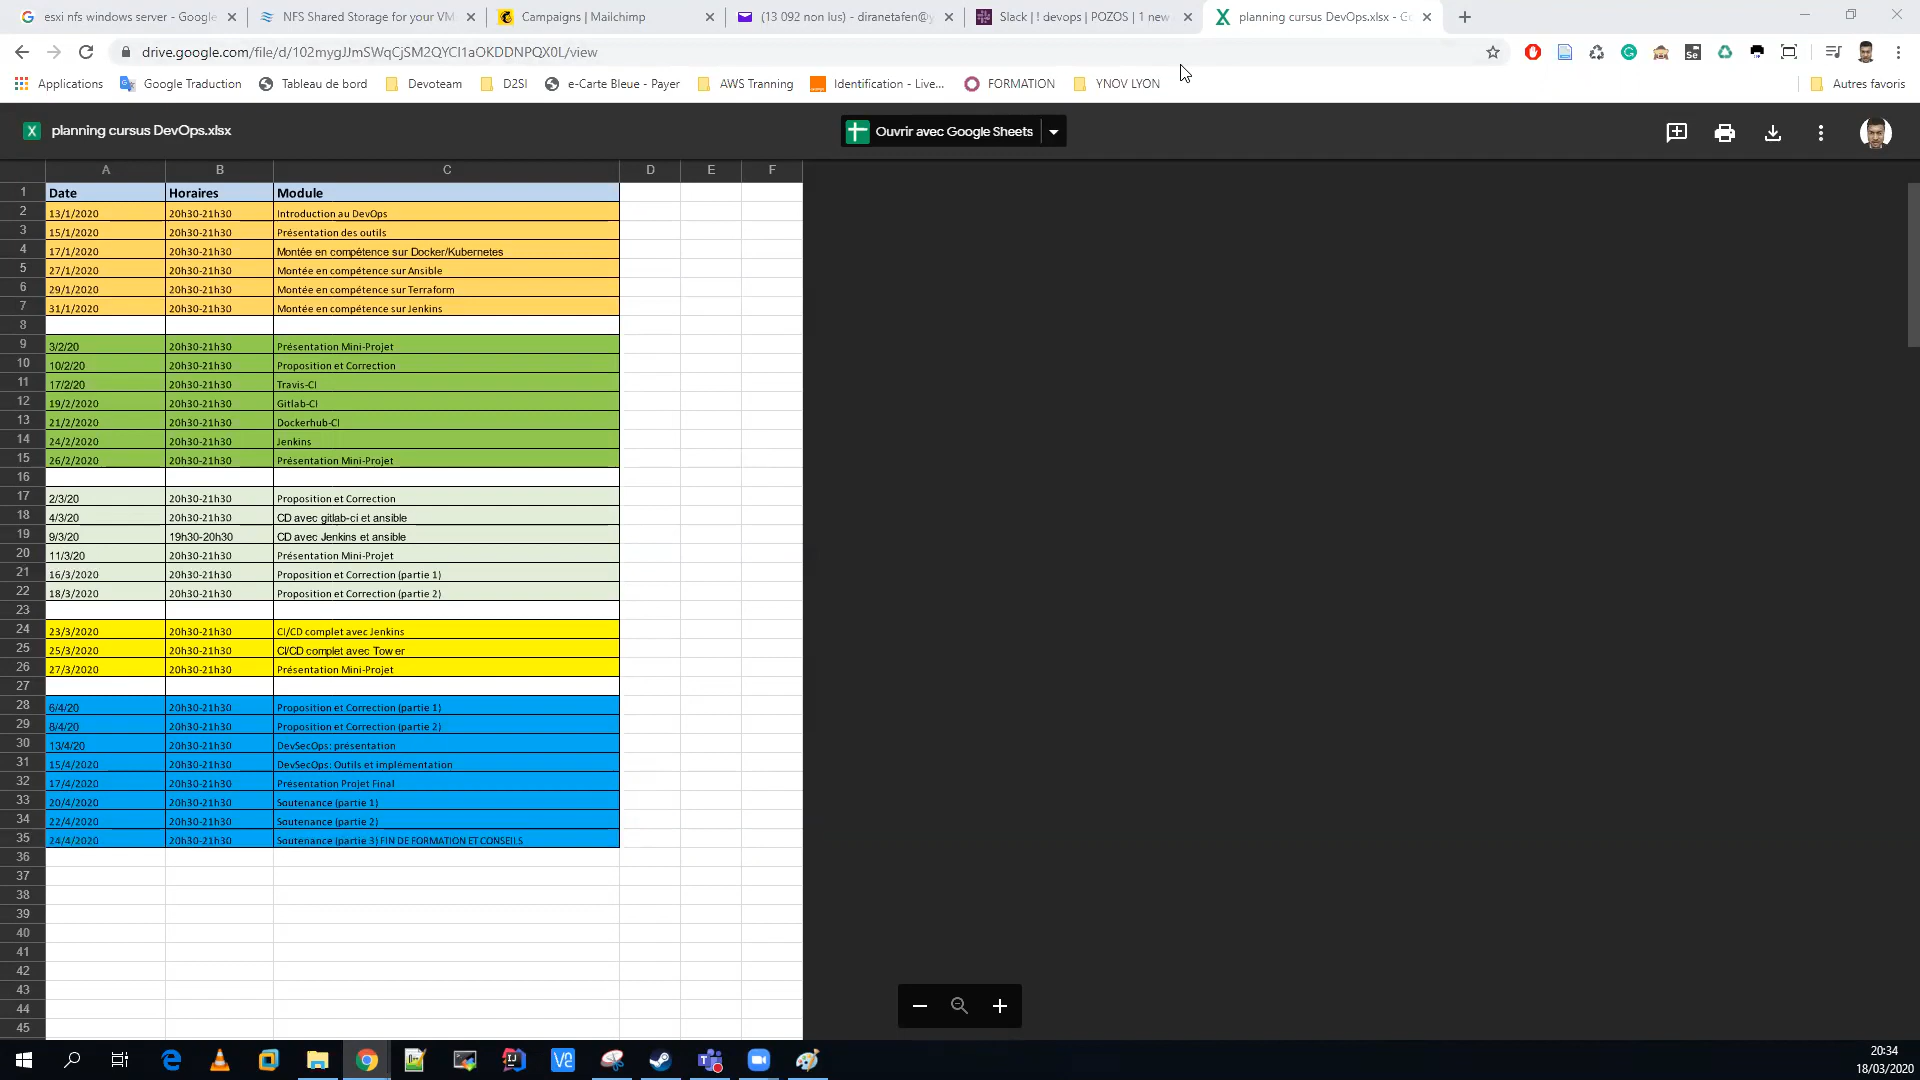 esxi nfs windows server - Google
NFS Shared Storage for your VM
Campaigns | Mailchimp
(13 092 non lus) - diranetafen@y
Slack | ! devops | POZOS | 1 new
planning cursus DevOps.xlsx - G
drive.google.com/file/d/102mygJJmSWqCjSM2QYCI1aOKDDNPQX0L/view
Applications
Google Traduction
Tableau de bord
Devoteam
D2SI
e-Carte Bleue - Payer
AWS Tranning
Identification - Live...
FORMATION
YNOV LYON
Autres favoris
planning cursus DevOps.xlsx
Ouvrir avec Google Sheets
A B C D E F
1 Date Horaires Module
2 13/1/2020 20h30-21h30 Introduction au DevOps
3 15/1/2020 20h30-21h30 Présentation des outils
4 17/1/2020 20h30-21h30 Montée en compétence sur Docker/Kubernetes
5 27/1/2020 20h30-21h30 Montée en compétence sur Ansible
6 29/1/2020 20h30-21h30 Montée en compétence sur Terraform
7 31/1/2020 20h30-21h30 Montée en compétence sur Jenkins
8
9 3/2/20 20h30-21h30 Présentation Mini-Projet
10 10/2/20 20h30-21h30 Proposition et Correction
11 17/2/20 20h30-21h30 Travis-CI
12 19/2/2020 20h30-21h30 Gitlab-CI
13 21/2/2020 20h30-21h30 Dockerhub-CI
14 24/2/2020 20h30-21h30 Jenkins
15 26/2/2020 20h30-21h30 Présentation Mini-Projet
16
17 2/3/20 20h30-21h30 Proposition et Correction
18 4/3/20 20h30-21h30 CD avec gitlab-ci et ansible
19 9/3/20 19h30-20h30 CD avec Jenkins et ansible
20 11/3/20 20h30-21h30 Présentation Mini-Projet
21 16/3/2020 20h30-21h30 Proposition et Correction (partie 1)
22 18/3/2020 20h30-21h30 Proposition et Correction (partie 2)
23
24 23/3/2020 20h30-21h30 CI/CD complet avec Jenkins
25 25/3/2020 20h30-21h30 CI/CD complet avec Tower
26 27/3/2020 20h30-21h30 Présentation Mini-Projet
27
28 6/4/20 20h30-21h30 Proposition et Correction (partie 1)
29 8/4/20 20h30-21h30 Proposition et Correction (partie 2)
30 13/4/20 20h30-21h30 DevSecOps: présentation
31 15/4/2020 20h30-21h30 DevSecOps: Outils et implémentation
32 17/4/2020 20h30-21h30 Présentation Projet Final
33 20/4/2020 20h30-21h30 Soutenance (partie 1)
34 22/4/2020 20h30-21h30 Soutenance (partie 2)
35 24/4/2020 20h30-21h30 Soutenance (partie 3) FIN DE FORMATION ET CONSEILS
36
37
38
39
40
41
42
43
44
45
20:34
18/03/2020